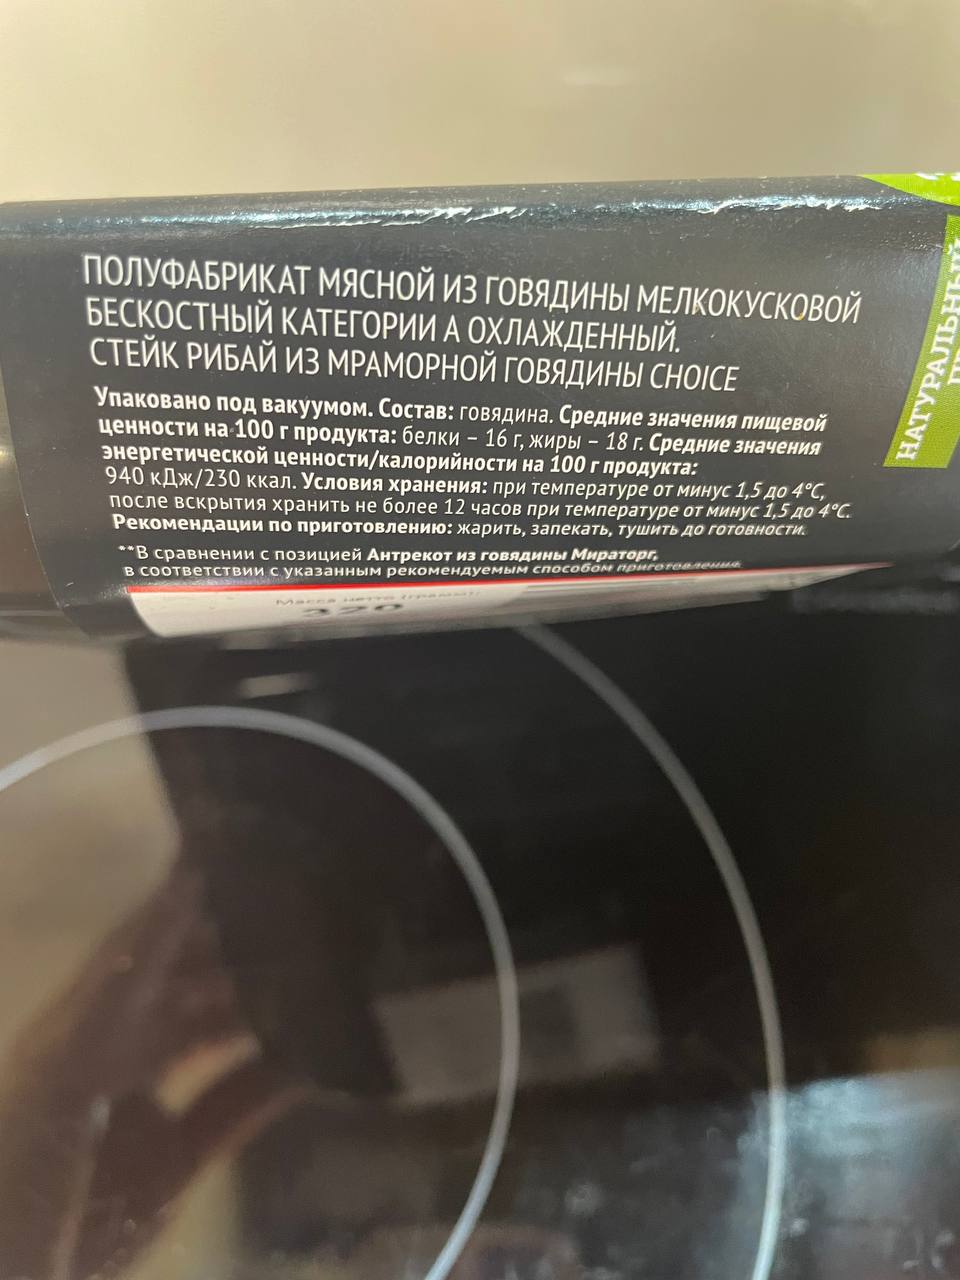 ПОЛУФАБРИКАТ МЯСНОЙ ИЗ ГОВЯДИНЫ МЕЛКОКУСКОВОЙ
БЕСКОСТНЫЙ КАТЕГОРИИ А ОХЛАЖДЕННЫЙ.
СТЕЙК РИБАЙ ИЗ МРАМОРНОЙ ГОВЯДИНЫ CHOICE
Упаковано под вакуумом. Состав: говядина. Средние значения пищевой
ценности на 100 г продукта: белки – 16 г, жиры – 18 г. Средние значения
энергетической ценности/калорийности на 100 г продукта:
940 кДж/230 ккал. Условия хранения: при температуре от минус 1,5 до 4°C,
после вскрытия хранить не более 12 часов при температуре от минус 1,5 до 4°C.
Рекомендации по приготовлению: жарить, запекать, тушить до готовности.
**В сравнении с позицией Антрекот из говядины Мираторг,
в соответствии с указанным рекомендуемым способом приготовления.
Масса нетто (грамм):
320
НАТУРАЛЬНЫЙ